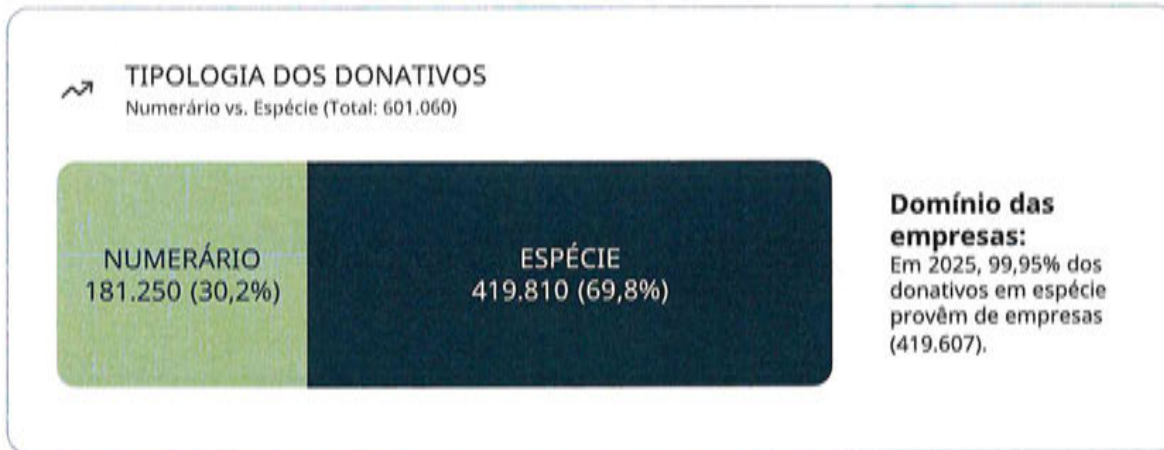 TIPOLOGIA DOS DONATIVOS
Numerário vs. Espécie (Total: 601.060)
NUMERÁRIO
181.250 (30,2%)
ESPÉCIE
419.810 (69,8%)
Domínio das
empresas:
Em 2025, 99,95% dos
donativos em espécie
provêm de empresas
(419.607).